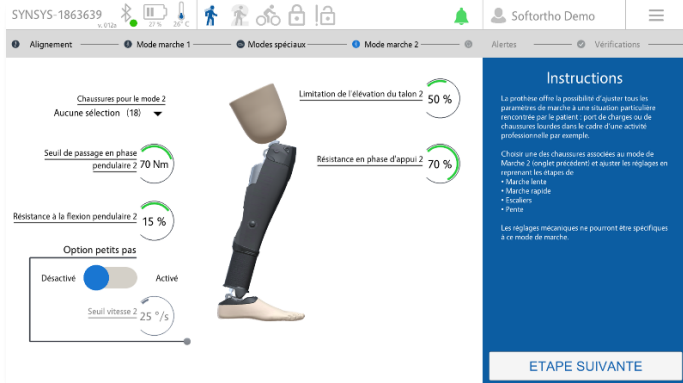 SYNSYS-1863639
v. 012a
27 %
26° C
Softortho Demo
Alignement
Mode marche 1
Modes spéciaux
Mode marche 2
Alertes
Vérifications
Chaussures pour le mode 2
Aucune sélection (18)
Seuil de passage en phase
pendulaire 2
70 Nm
Résistance à la flexion pendulaire 2
15 %
Option petits pas
Désactivé
Activé
Seuil vitesse 2
25 °/s
Limitation de l'élévation du talon 2
50 %
Résistance en phase d'appui 2
70 %
Instructions
La prothèse offre la possibilité d'ajuster tous les
paramètres de marche à une situation particulière
rencontrée par le patient : port de charges ou de
chaussures lourdes dans le cadre d'une activité
professionnelle par exemple.
Choisir une des chaussures associées au mode de
Marche 2 (onglet précédent) et ajuster les réglages en
reprenant les étapes de
• Marche lente
• Marche rapide
• Escaliers
• Pente
Les réglages mécaniques ne pourront être spécifiques
à ce mode de marche.
ETAPE SUIVANTE